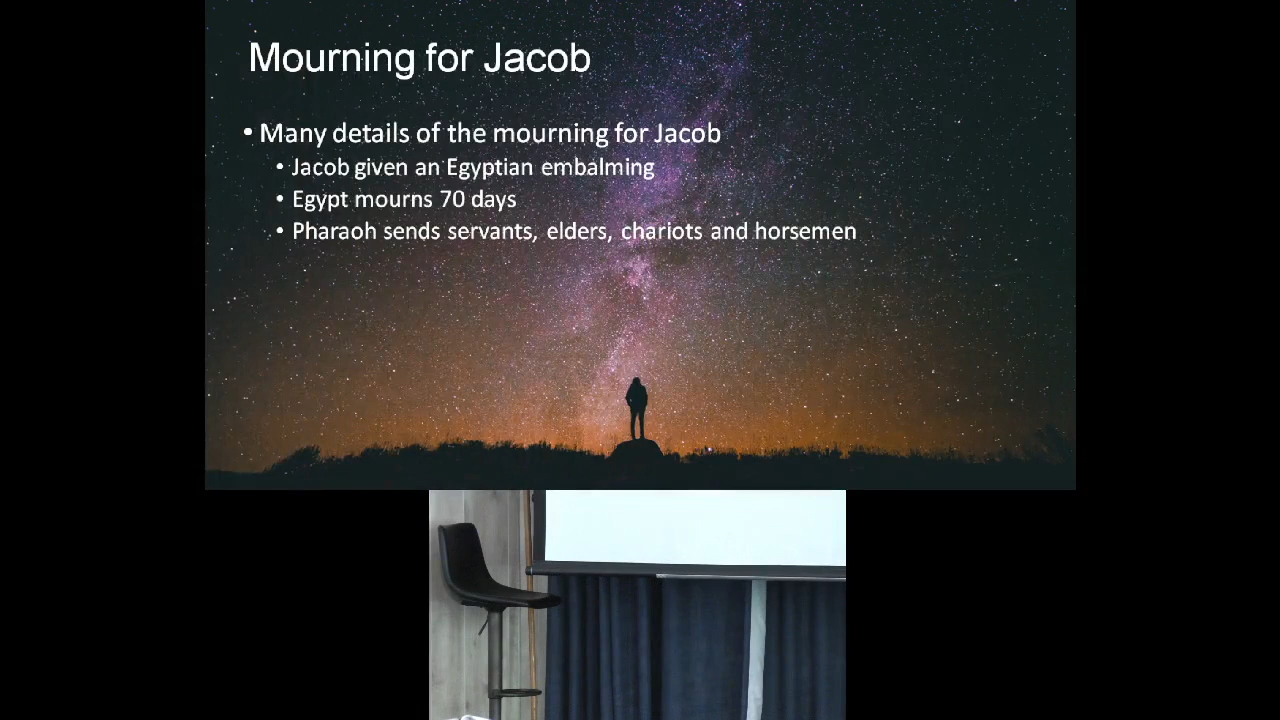 Mourning for Jacob
• Many details of the mourning for Jacob
• Jacob given an Egyptian embalming
• Egypt mourns 70 days
• Pharaoh sends servants, elders, chariots and horsemen